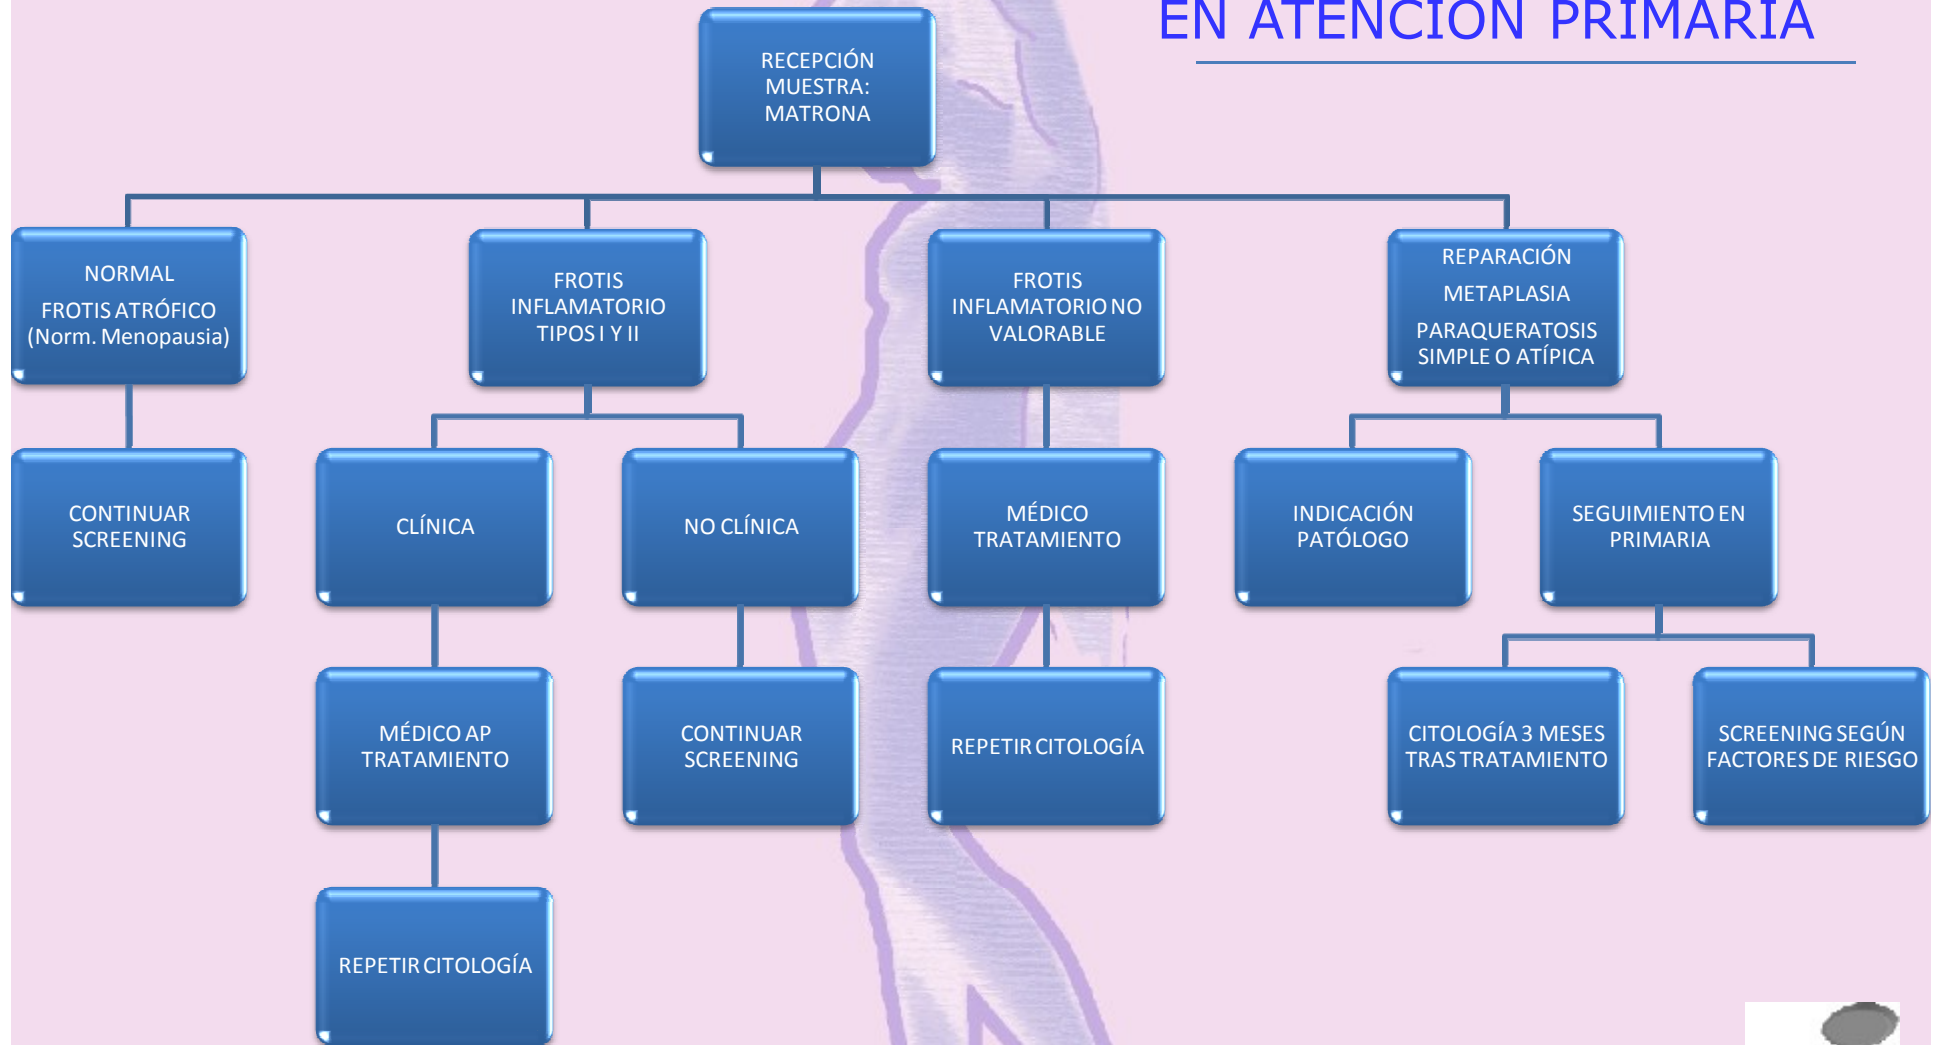 EN ATENCIÓN PRIMARIA
RECEPCIÓN
MUESTRA:
MATRONA
NORMAL
FROTIS ATRÓFICO
(Norm. Menopausia)
FROTIS
INFLAMATORIO
TIPOS I Y II
FROTIS
INFLAMATORIO NO
VALORABLE
REPARACIÓN
METAPLASIA
PARAQUERATOSIS
SIMPLE O ATÍPICA
CONTINUAR
SCREENING
CLÍNICA
NO CLÍNICA
MÉDICO
TRATAMIENTO
INDICACIÓN
PATÓLOGO
SEGUIMIENTO EN
PRIMARIA
MÉDICO AP
TRATAMIENTO
CONTINUAR
SCREENING
REPETIR CITOLOGÍA
CITOLOGÍA 3 MESES
TRAS TRATAMIENTO
SCREENING SEGÚN
FACTORES DE RIESGO
REPETIR CITOLOGÍA